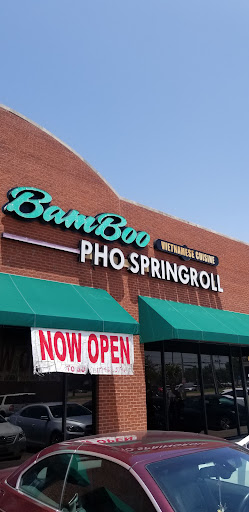 BamBoo
VIETNAMESE CUISINE
PHO SPRINGROLL
NOW OPEN